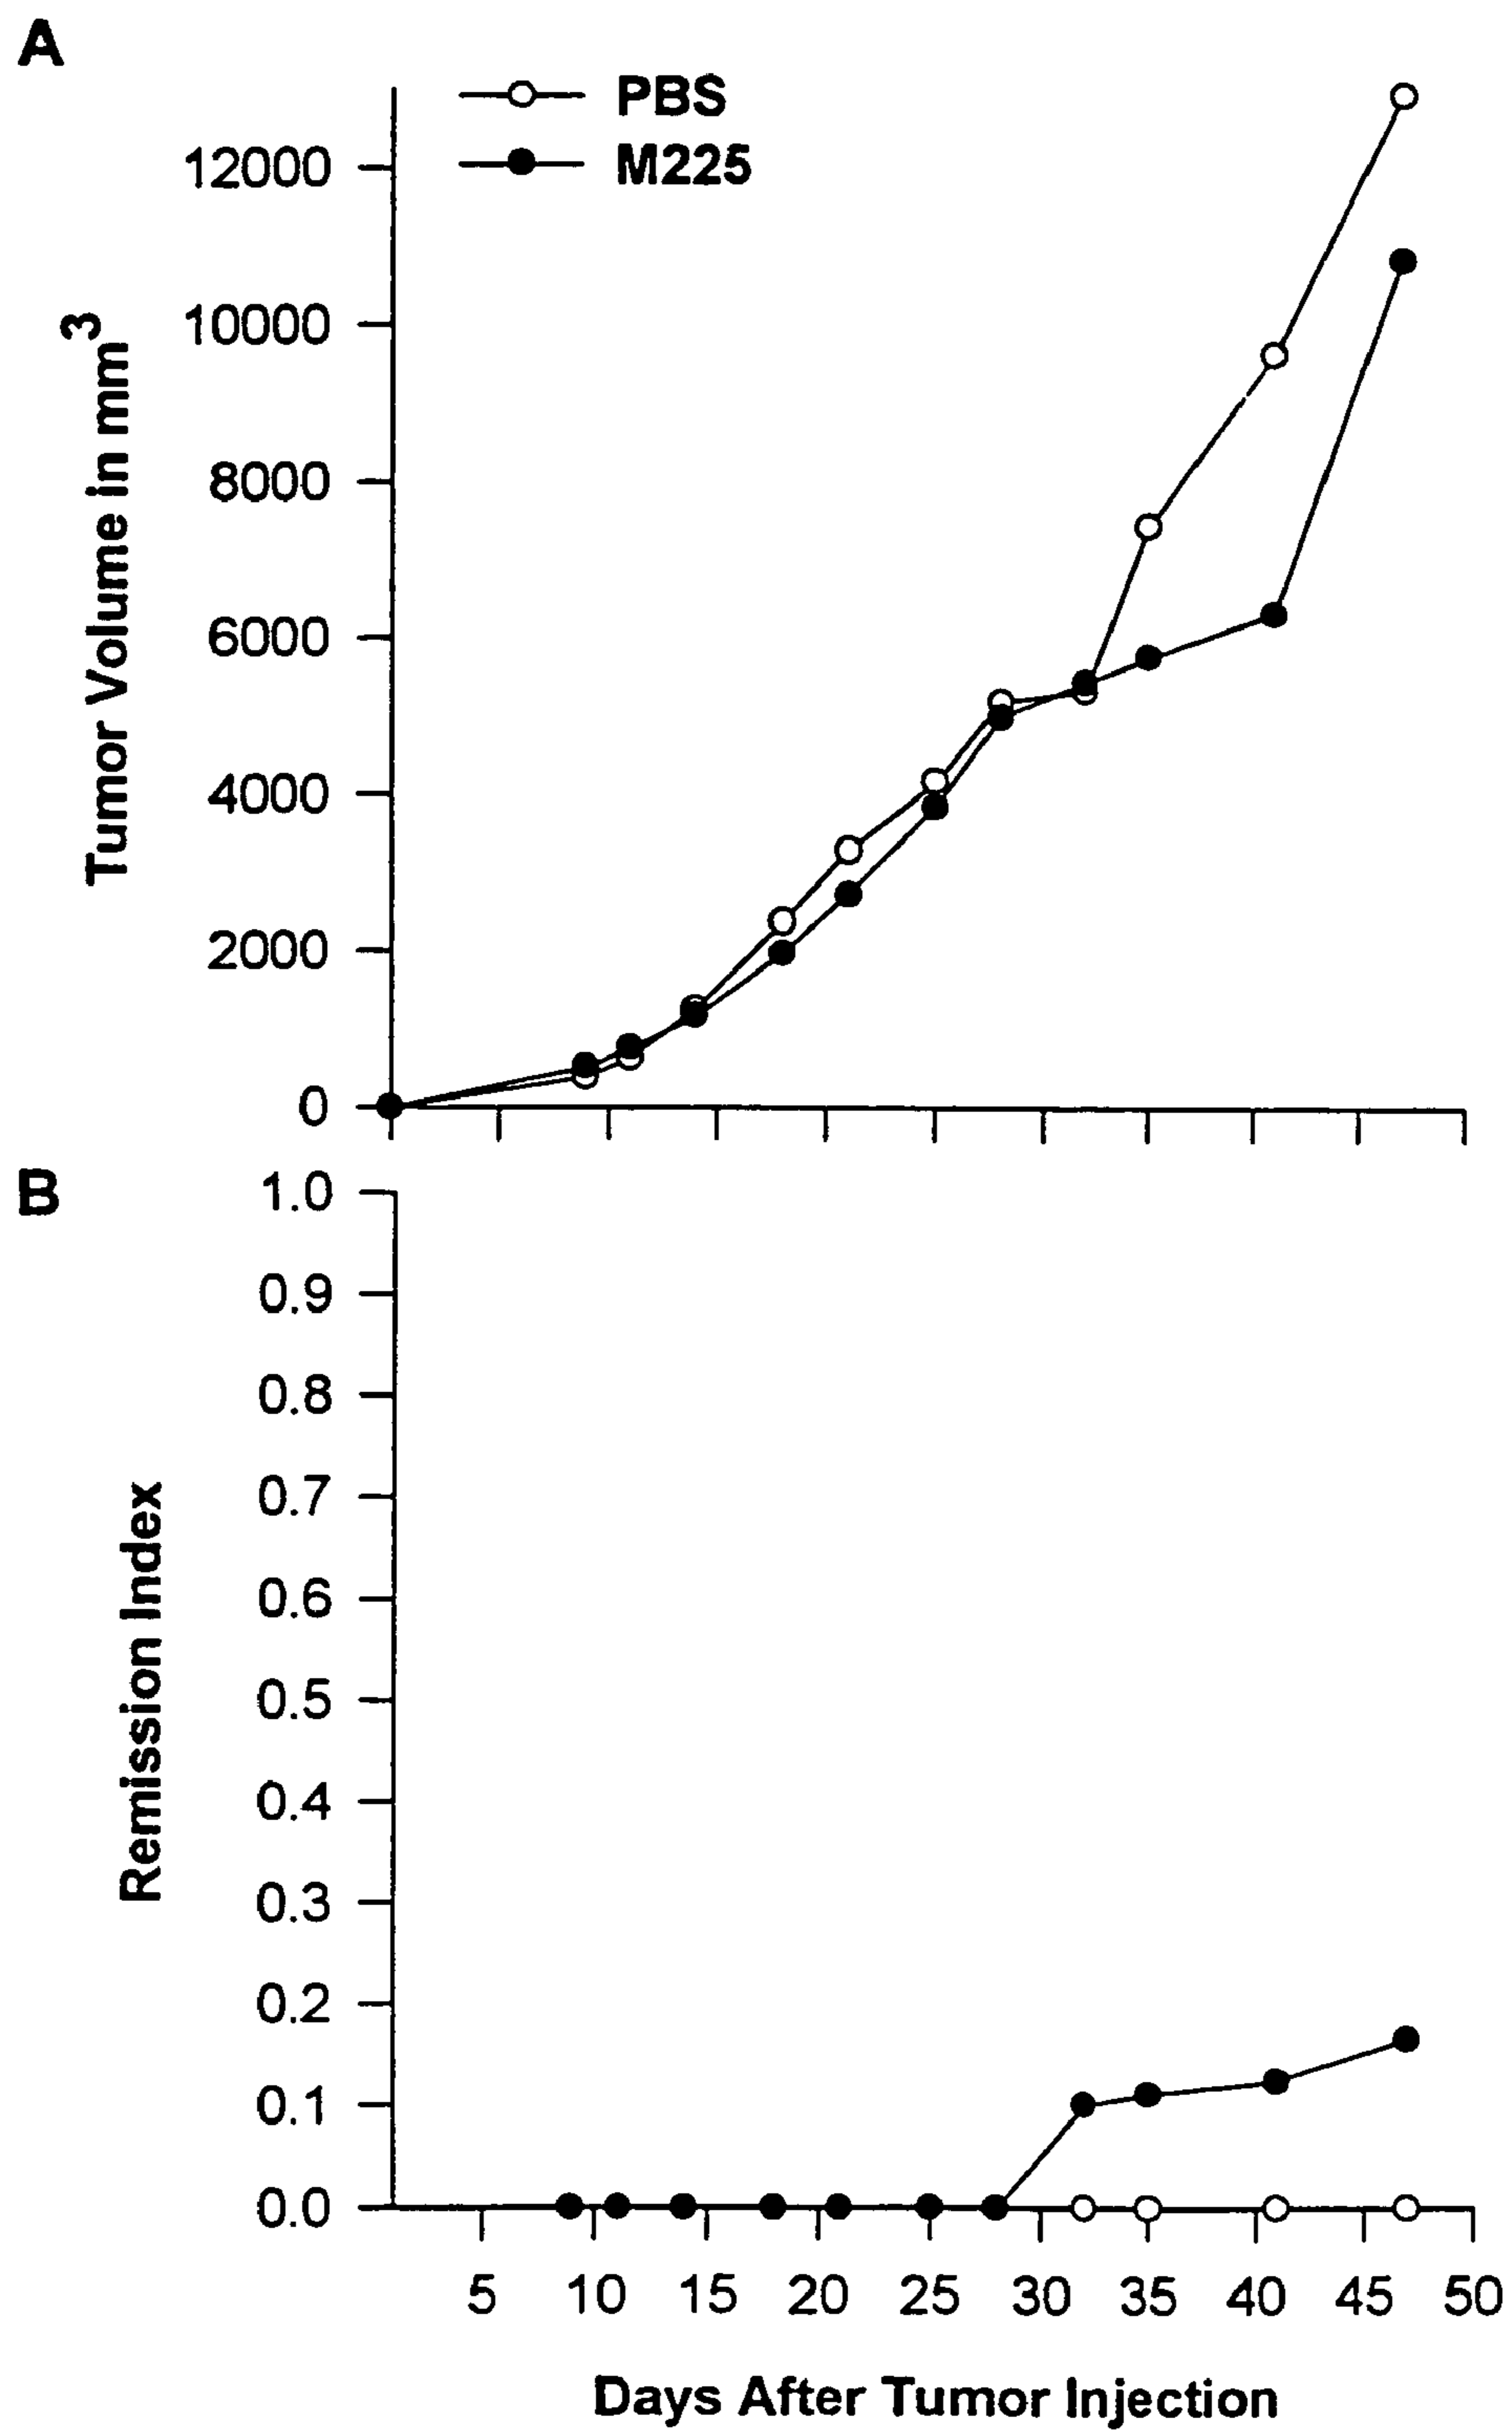 A
PBS
M225
12000
10000
8000
6000
4000
2000
0
Tumor Volume in mm3
B
1.0
0.9
0.8
0.7
0.6
0.5
0.4
0.3
0.2
0.1
0.0
Remission Index
5 10 15 20 25 30 35 40 45 50
Days After Tumor Injection